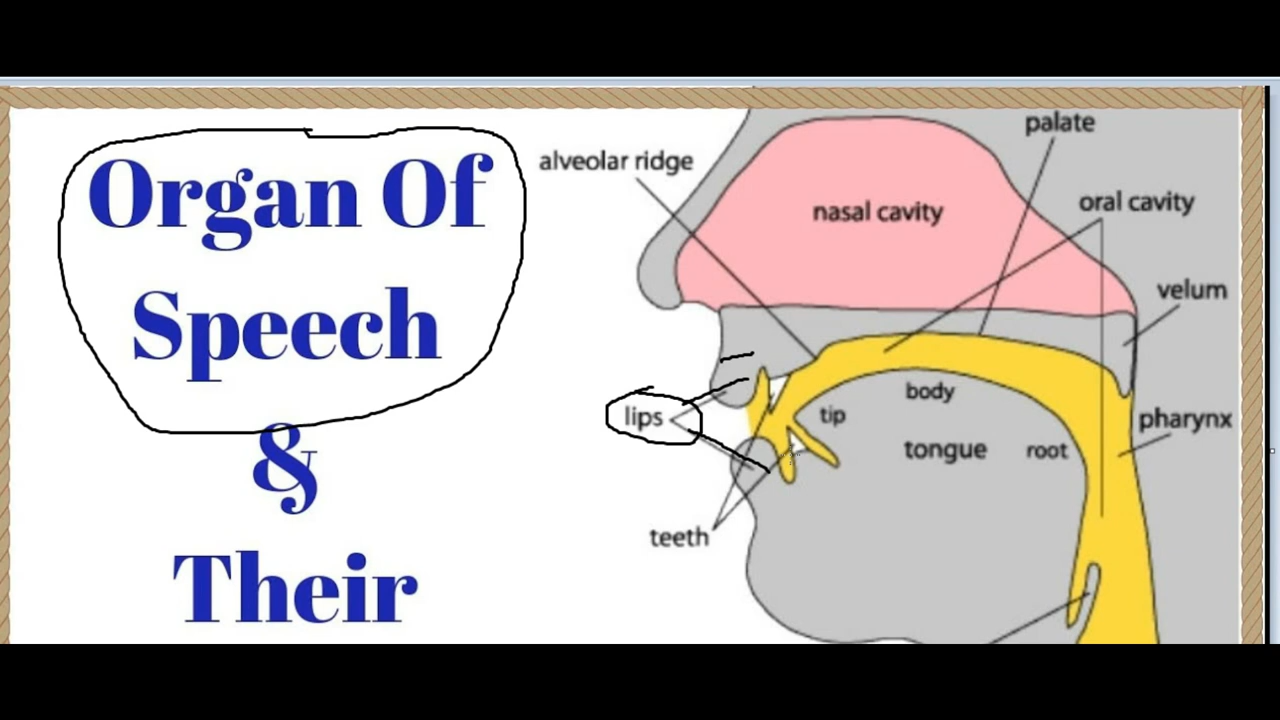 Organ Of
Speech
&
Their
palate
alveolar ridge
oral cavity
nasal cavity
velum
body
lips
tip
pharynx
tongue
root
teeth